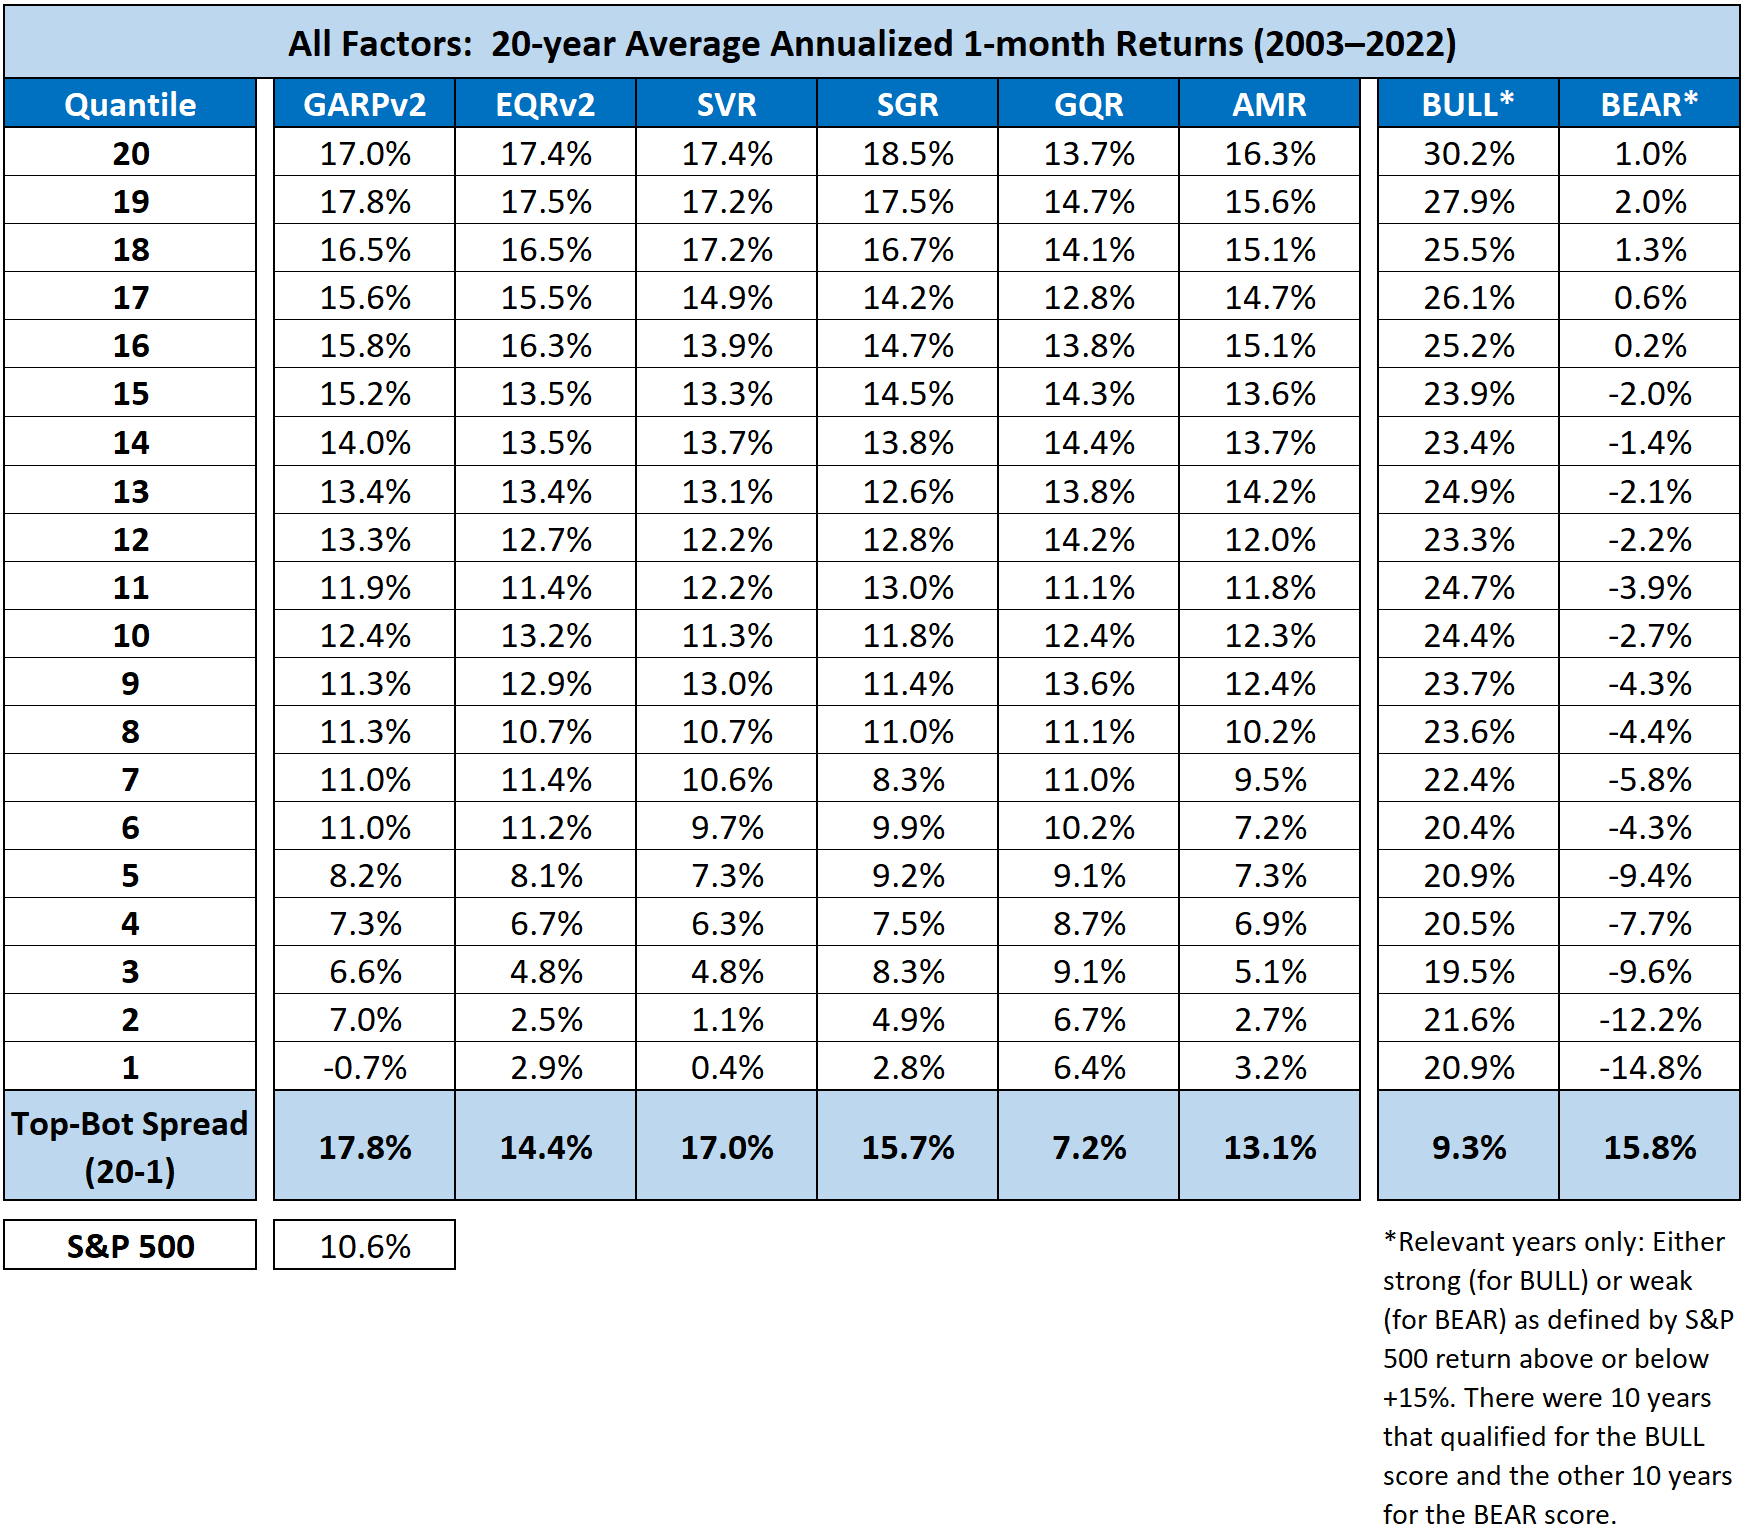 All Factors:  20-year Average Annualized 1-month Returns (2003–2022)
Quantile GARPv2 EQRv2 SVR SGR GQR AMR BULL* BEAR*
20 17.0% 17.4% 17.4% 18.5% 13.7% 16.3% 30.2% 1.0%
19 17.8% 17.5% 17.2% 17.5% 14.7% 15.6% 27.9% 2.0%
18 16.5% 16.5% 17.2% 16.7% 14.1% 15.1% 25.5% 1.3%
17 15.6% 15.5% 14.9% 14.2% 12.8% 14.7% 26.1% 0.6%
16 15.8% 16.3% 13.9% 14.7% 13.8% 15.1% 25.2% 0.2%
15 15.2% 13.5% 13.3% 14.5% 14.3% 13.6% 23.9% -2.0%
14 14.0% 13.5% 13.7% 13.8% 14.4% 13.7% 23.4% -1.4%
13 13.4% 13.4% 13.1% 12.6% 13.8% 14.2% 24.9% -2.1%
12 13.3% 12.7% 12.2% 12.8% 14.2% 12.0% 23.3% -2.2%
11 11.9% 11.4% 12.2% 13.0% 11.1% 11.8% 24.7% -3.9%
10 12.4% 13.2% 11.3% 11.8% 12.4% 12.3% 24.4% -2.7%
9 11.3% 12.9% 13.0% 11.4% 13.6% 12.4% 23.7% -4.3%
8 11.3% 10.7% 10.7% 11.0% 11.1% 10.2% 23.6% -4.4%
7 11.0% 11.4% 10.6% 8.3% 11.0% 9.5% 22.4% -5.8%
6 11.0% 11.2% 9.7% 9.9% 10.2% 7.2% 20.4% -4.3%
5 8.2% 8.1% 7.3% 9.2% 9.1% 7.3% 20.9% -9.4%
4 7.3% 6.7% 6.3% 7.5% 8.7% 6.9% 20.5% -7.7%
3 6.6% 4.8% 4.8% 8.3% 9.1% 5.1% 19.5% -9.6%
2 7.0% 2.5% 1.1% 4.9% 6.7% 2.7% 21.6% -12.2%
1 -0.7% 2.9% 0.4% 2.8% 6.4% 3.2% 20.9% -14.8%
Top-Bot Spread
(20-1) 17.8% 14.4% 17.0% 15.7% 7.2% 13.1% 9.3% 15.8%
S&P 500 10.6%
*Relevant years only: Either
strong (for BULL) or weak
(for BEAR) as defined by S&P
500 return above or below
+15%. There were 10 years
that qualified for the BULL
score and the other 10 years
for the BEAR score.